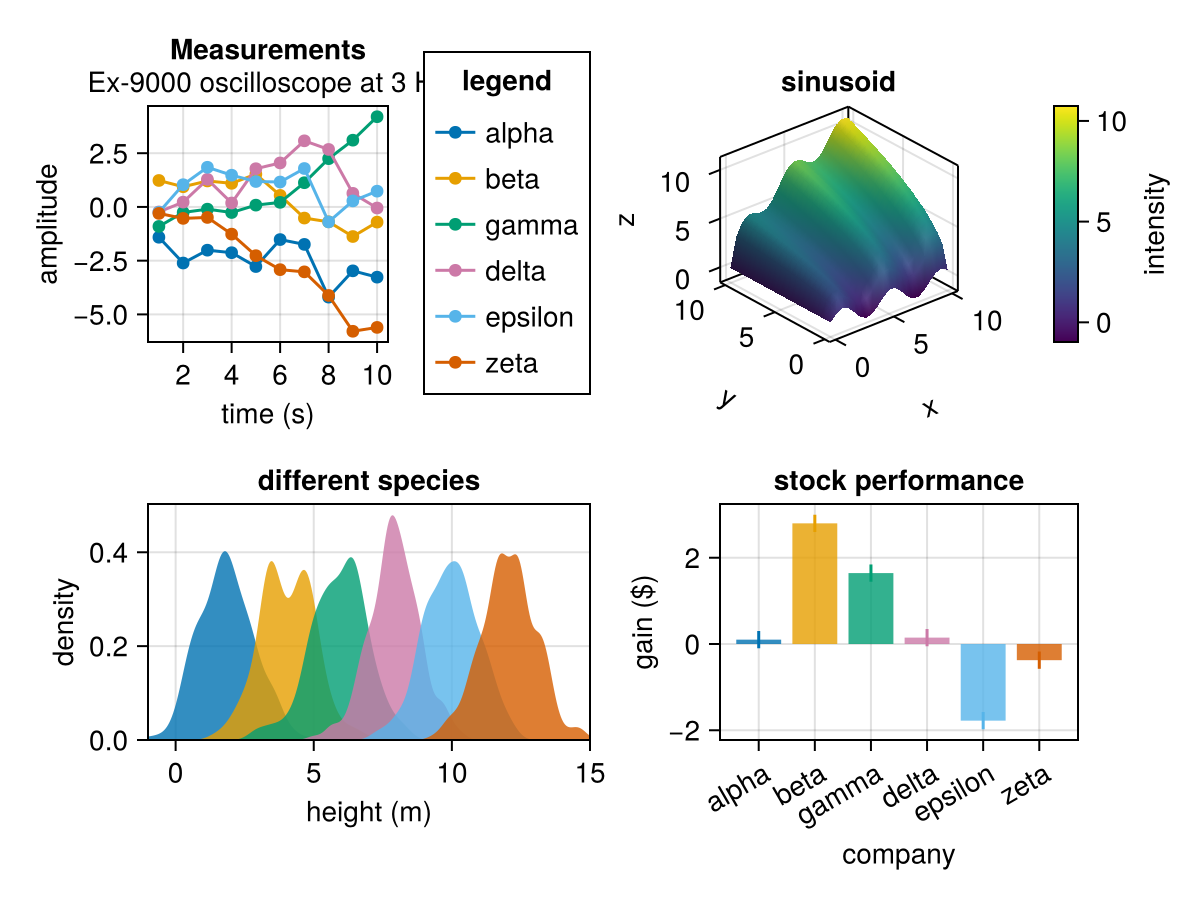 Measurements
Ex-9000 oscilloscope at 3
amplitude
2.5
0.0
−2.5
−5.0
2 4 6 8 10
time (s)
legend
alpha
beta
gamma
delta
epsilon
zeta
sinusoid
z
10
5
0
10
5
0
y
0
5
10
x
10
5
0
intensity
different species
density
0.4
0.2
0.0
0 5 10 15
height (m)
stock performance
gain ($)
2
0
−2
alpha beta gamma delta epsilon zeta
company